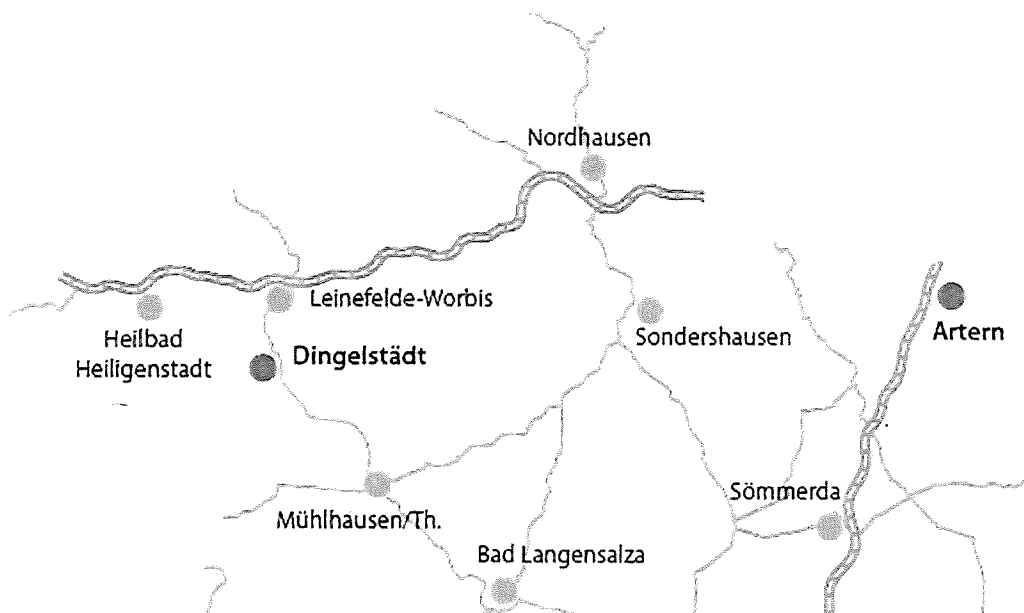 Nordhausen
Leinefelde-Worbis
Heilbad
Heiligenstadt
Dingelstädt
Sondershausen
Artern
Sömmerda
Mühlhausen/Th.
Bad Langensalza